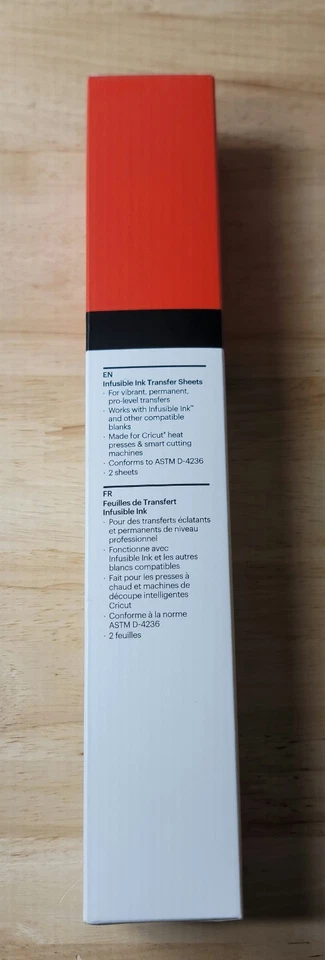 EN
Infusible Ink Transfer Sheets
· For vibrant, permanent,
pro-level transfers
· Works with Infusible Ink™
and other compatible
blanks
· Made for Cricut® heat
presses & smart cutting
machines
· Conforms to ASTM D-4236
· 2 sheets
FR
Feuilles de Transfert
Infusible Ink
· Pour des transferts éclatants
et permanents de niveau
professionnel
· Fonctionne avec
Infusible Ink et les autres
blancs compatibles
· Fait pour les presses à
chaud et machines de
découpe intelligentes
Cricut
· Conforme à la norme
ASTM D-4236
· 2 feuilles